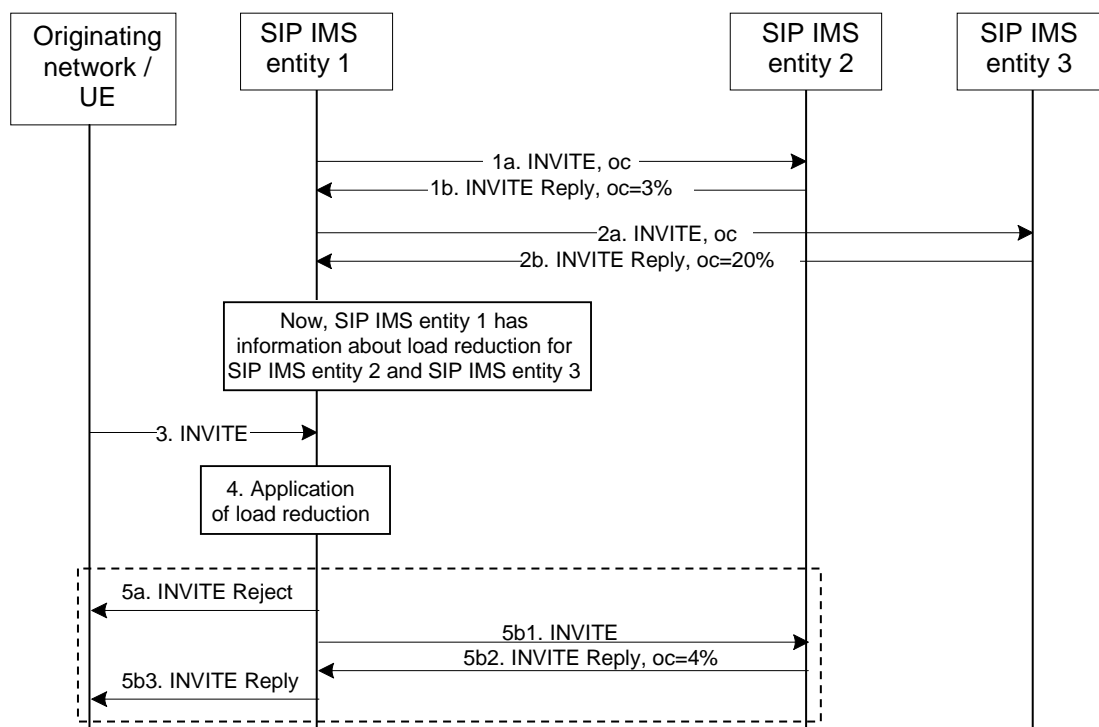 Originating
network /
UE
SIP IMS
entity 1
SIP IMS
entity 2
SIP IMS
entity 3
1a. INVITE, oc
1b. INVITE Reply, oc=3%
2a. INVITE, oc
2b. INVITE Reply, oc=20%
Now, SIP IMS entity 1 has
information about load reduction for
SIP IMS entity 2 and SIP IMS entity 3
3. INVITE
4. Application
of load reduction
5a. INVITE Reject
5b1. INVITE
5b2. INVITE Reply, oc=4%
5b3. INVITE Reply